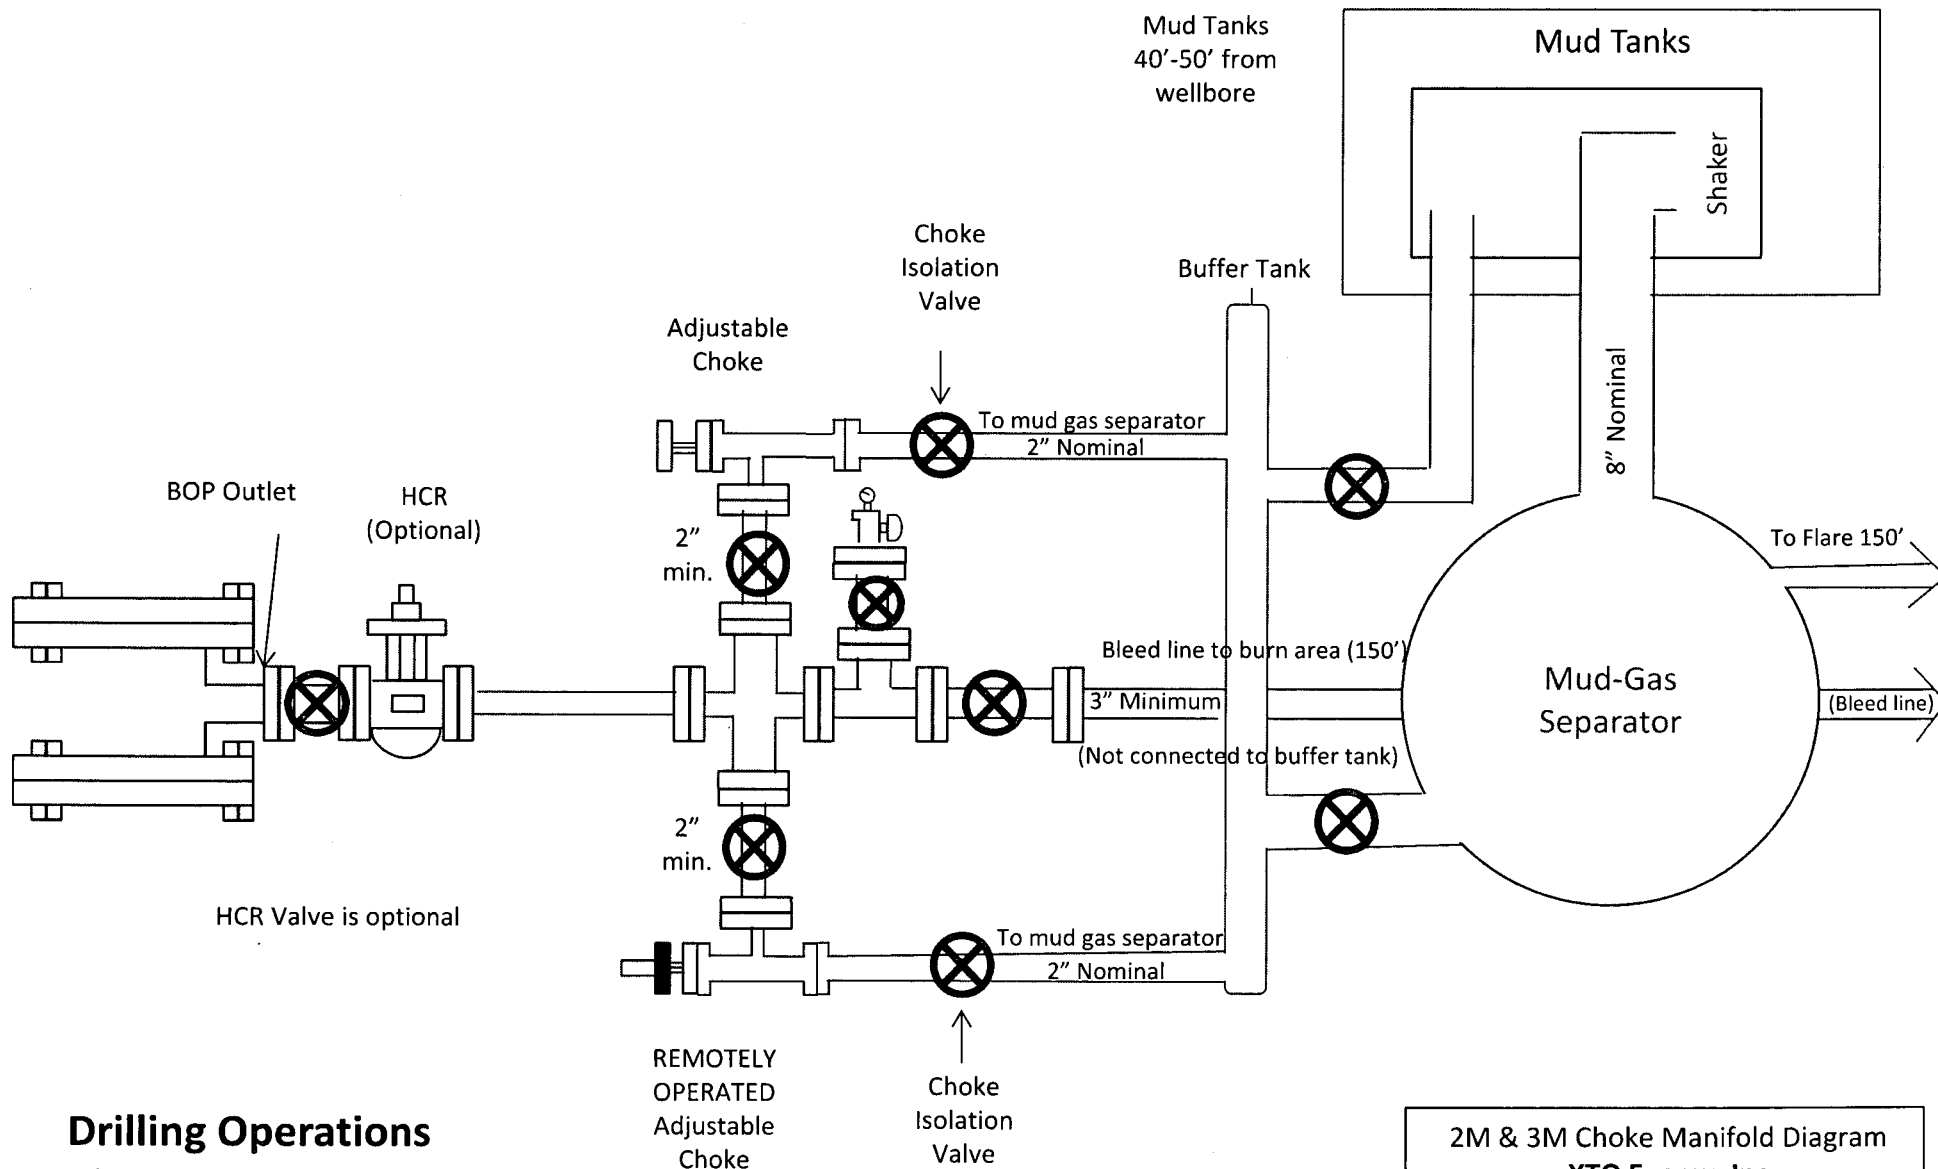 Mud Tanks
40’-50’ from
wellbore
Mud Tanks
Shaker
Choke
Isolation
Valve
Buffer Tank
Adjustable
Choke
To mud gas separator
2” Nominal
8” Nominal
BOP Outlet
HCR
(Optional)
2”
min.
To Flare 150’
Bleed line to burn area (150’)
3” Minimum
(Not connected to buffer tank)
Mud-Gas
Separator
(Bleed line)
2”
min.
HCR Valve is optional
To mud gas separator
2” Nominal
REMOTELY
OPERATED
Adjustable
Choke
Choke
Isolation
Valve
Drilling Operations
2M & 3M Choke Manifold Diagram